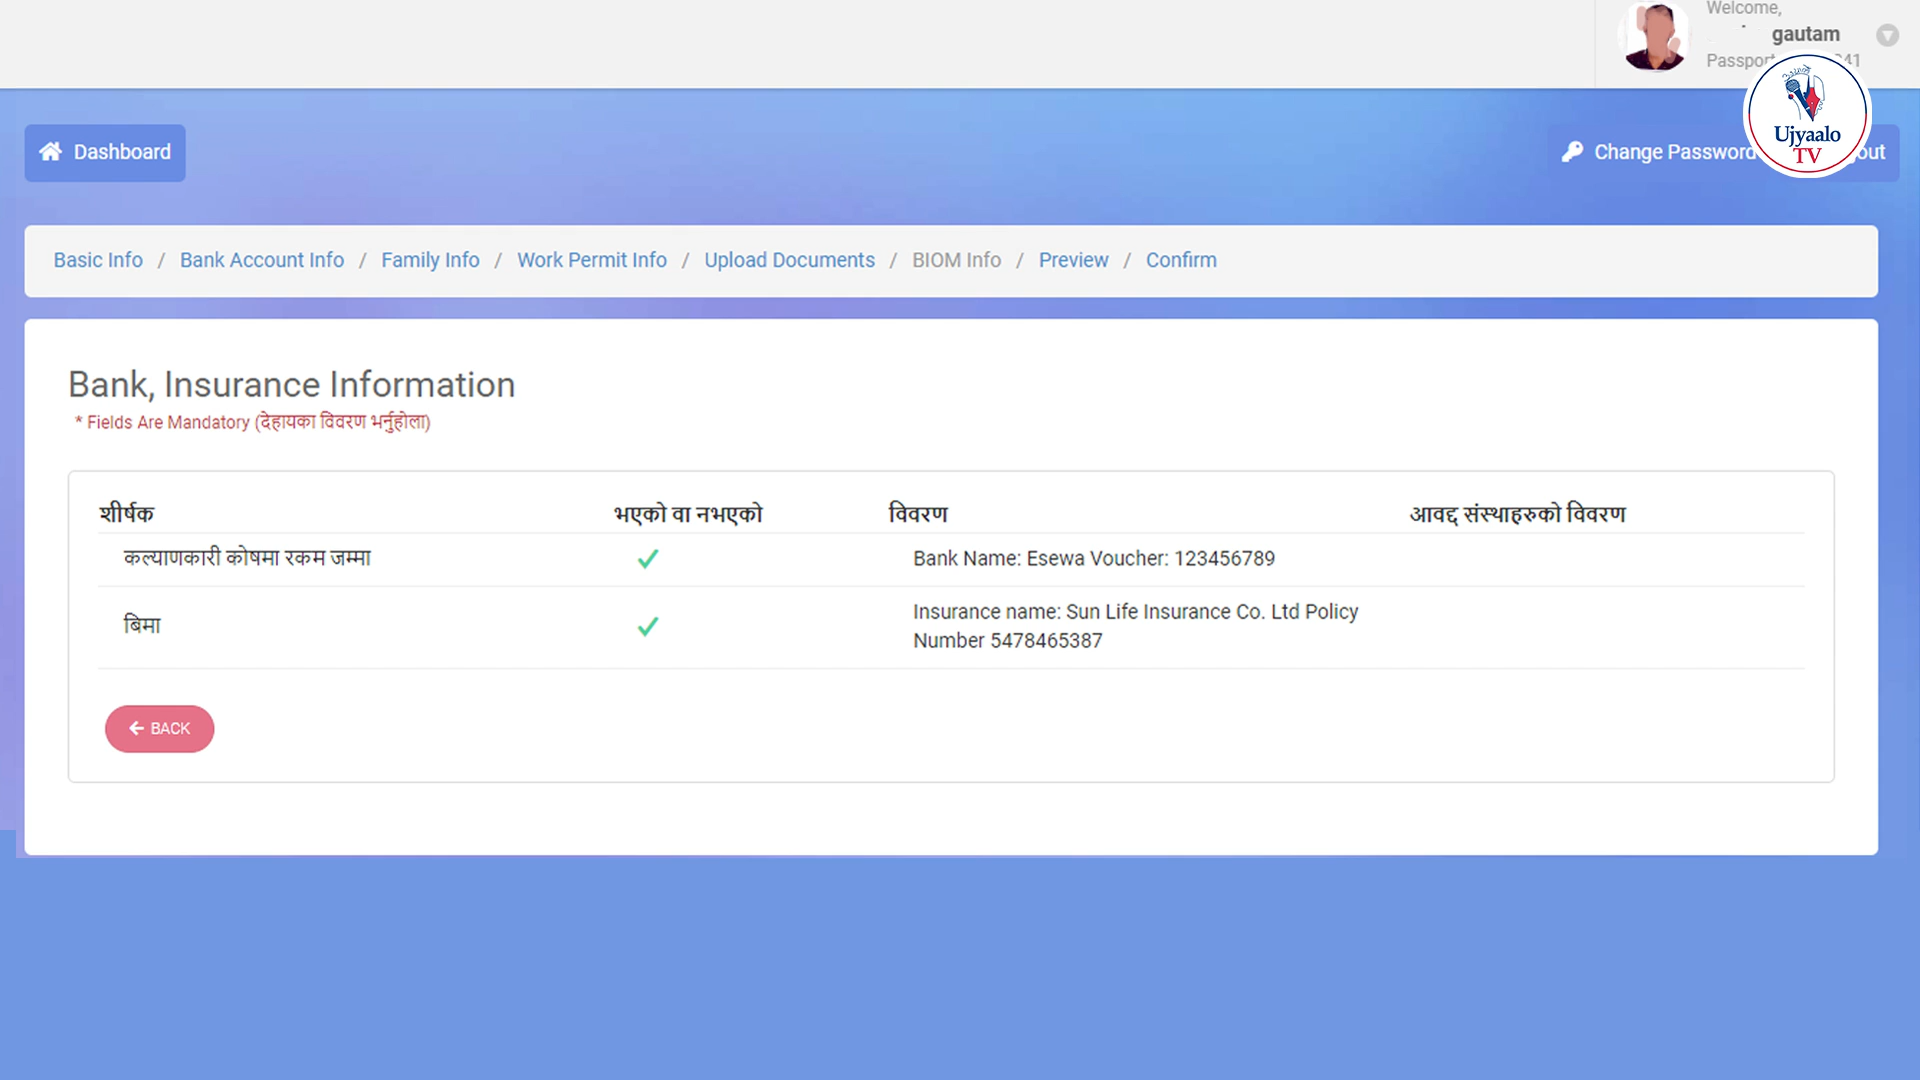 Welcome,
gautam
Passport 41
Dashboard
Change Password out
Ujyaalo
TV
Basic Info / Bank Account Info / Family Info / Work Permit Info / Upload Documents / BIOM Info / Preview / Confirm
Bank, Insurance Information
* Fields Are Mandatory (देहायका विवरण भर्नुहोला)
शीर्षक भएको वा नभएको विवरण आवद्द संस्थाहरुको विवरण
कल्याणकारी कोषमा रकम जम्मा Bank Name: Esewa Voucher: 123456789
बिमा Insurance name: Sun Life Insurance Co. Ltd Policy
Number 5478465387
BACK